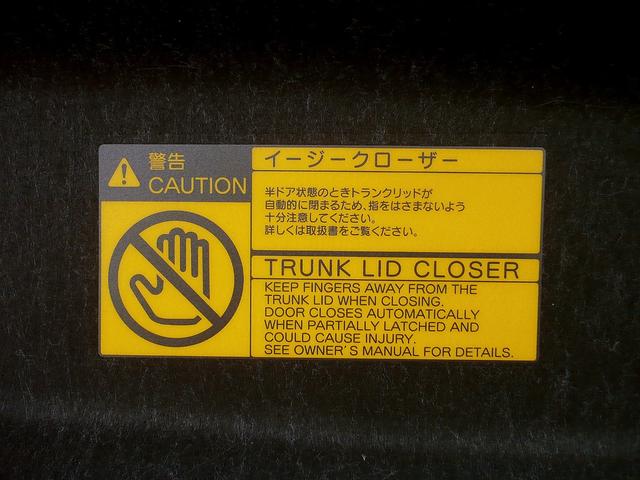 警告
CAUTION
イージークローザー
半ドア状態のときトランクリッドが
自動的に閉まるため、指をはさまないよう
十分注意してください。
詳しくは取扱書をご覧ください。
TRUNK LID CLOSER
KEEP FINGERS AWAY FROM THE
TRUNK LID WHEN CLOSING.
DOOR CLOSES AUTOMATICALLY
WHEN PARTIALLY LATCHED AND
COULD CAUSE INJURY.
SEE OWNER'S MANUAL FOR DETAILS.